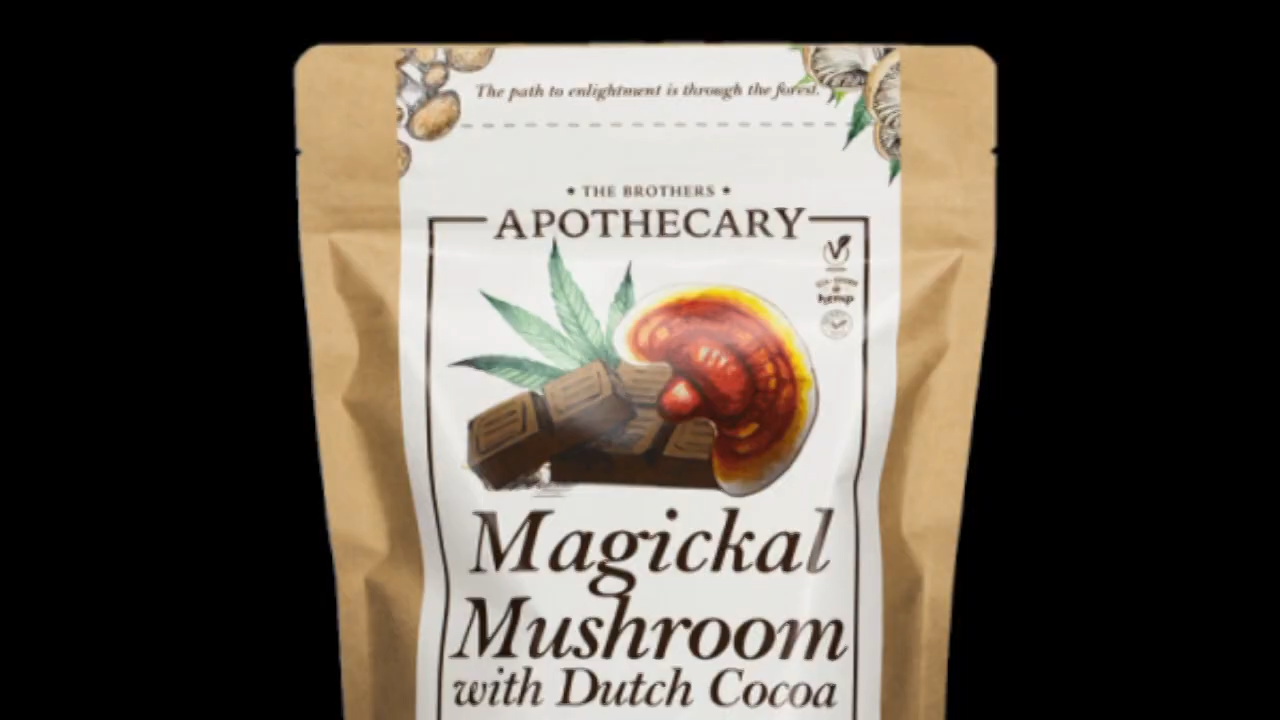 The path to enlightment is through the forest.
THE BROTHERS
APOTHECARY
hemp
Magickal
Mushroom
with Dutch Cocoa